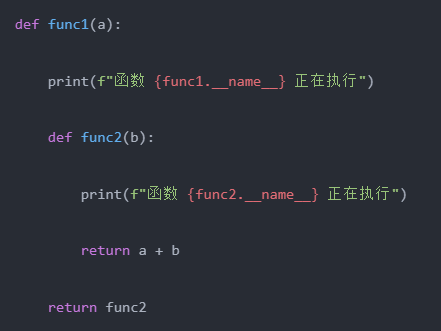 def func1(a):
    print(f"函数 {func1.__name__} 正在执行")
    def func2(b):
        print(f"函数 {func2.__name__} 正在执行")
        return a + b
    return func2